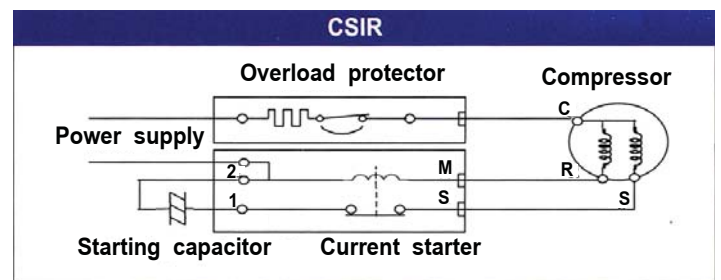 CSIR
Overload protector
Compressor
C
Power supply
2
M
R
1
S
S
Starting capacitor
Current starter